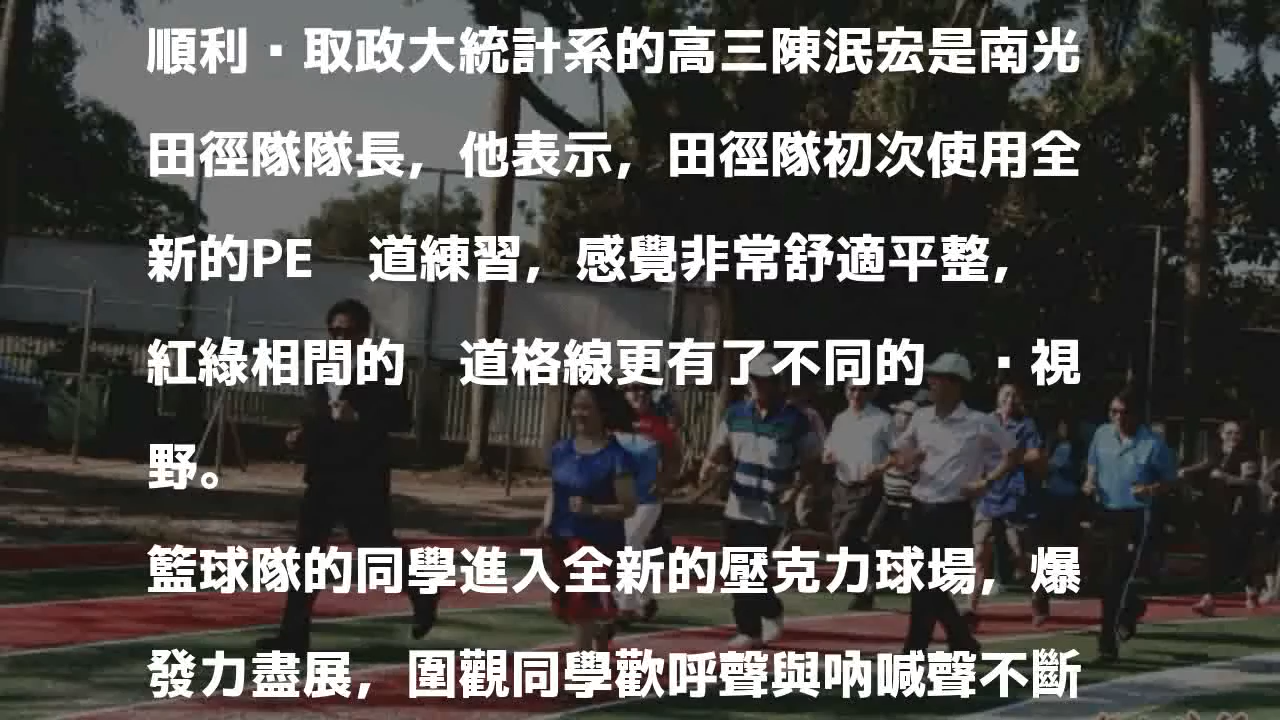 順利·取政大統計系的高三陳泯宏是南光
田徑隊隊長，他表示，田徑隊初次使用全
新的PE　道練習，感覺非常舒適平整，
紅綠相間的　道格線更有了不同的　·視
野。
籃球隊的同學進入全新的壓克力球場，爆
發力盡展，圍觀同學歡呼聲與吶喊聲不斷